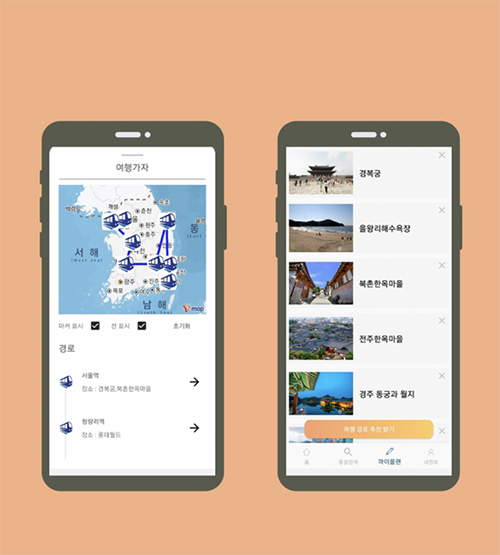 여행가자
서해
(West Sea)
동
남해
(South Sea)
개성
속초
춘천
원주
충주
광주
진주
목포
map
마커 표시
선 표시
초기화
경로
서울역
장소 : 경복궁,북촌한옥마을
청량리역
장소 : 롯데월드
경복궁
을왕리해수욕장
북촌한옥마을
전주한옥마을
경주 동궁과 월지
여행 경로 추천 받기
홈
통합검색
마이플랜
내정보